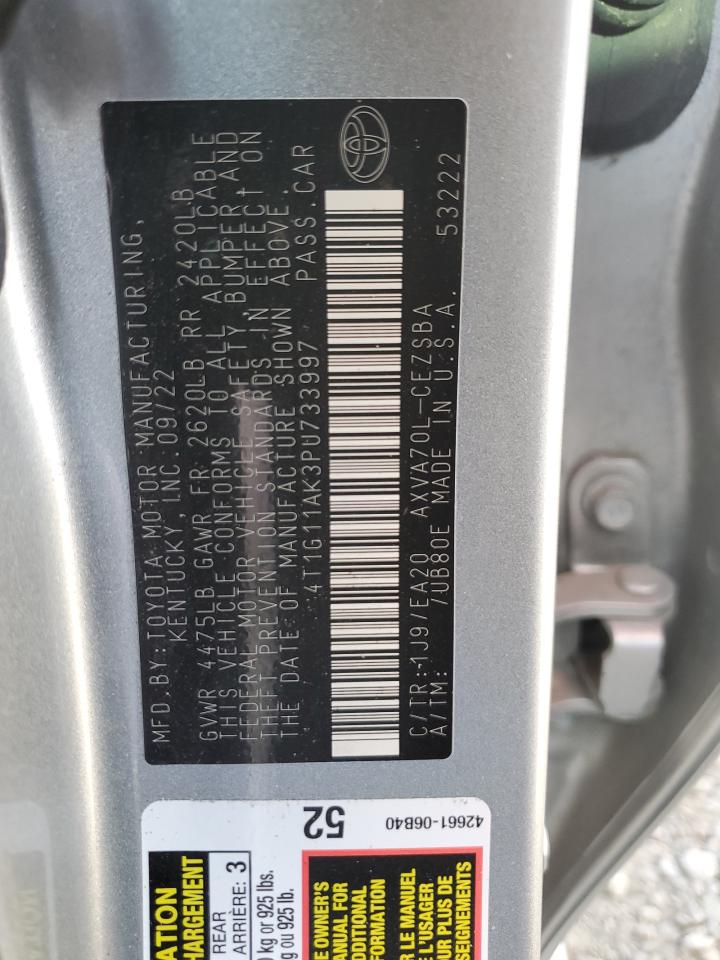 MFD.BY:TOYOTA MOTOR MANUFACTURING,
KENTUCKY INC.09/22
GVWR 4475LB GAWR FR 2620LB RR 2420LB
THIS VEHICLE CONFORMS TO ALL APPLICABLE
FEDERAL MOTOR VEHICLE SAFETY, BUMPER AND
THEFT PREVENTION STANDARDS IN EFFECT ON
THE DATE OF MANUFACTURE SHOWN ABOVE
4T1G11AK3PU733997 PASS.CAR
C/TR:1J9/EA20 AXVA70L-CEZSBA
A/TM: /UB80E MADE IN U.S.A. 53222
52
42661-06B40
REAR
ARRIÈRE: 3
kg or 925 lbs.
kg ou 925 lb.
OWNER'S
FOR